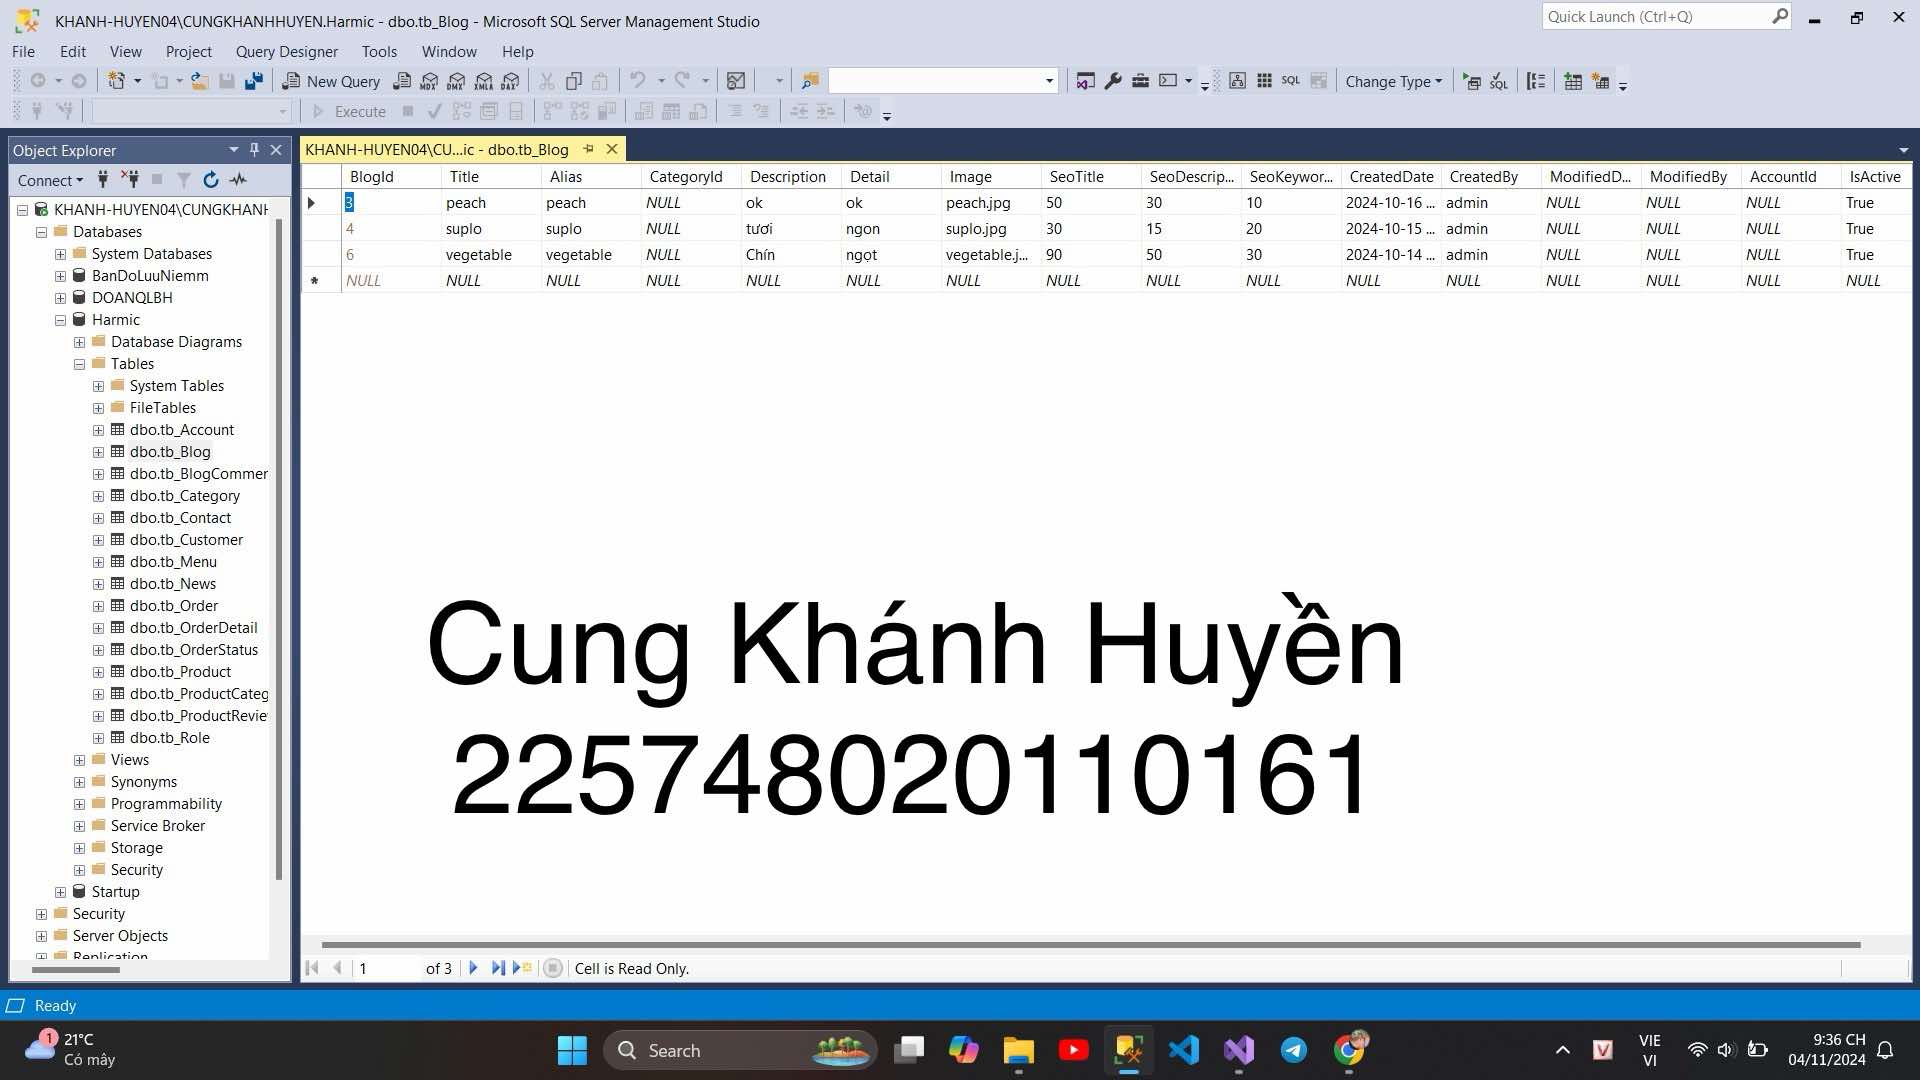 KHANH-HUYEN04\CUNGKHANHHUYEN.Harmic - dbo.tb_Blog - Microsoft SQL Server Management Studio
Quick Launch (Ctrl+Q)
File Edit View Project Query Designer Tools Window Help
New Query MDX DMX XMLA DAX SQL Change Type SQL
Execute
Object Explorer
KHANH-HUYEN04\CU...ic - dbo.tb_Blog
Connect
KHANH-HUYEN04\CUNGKHANH
Databases
System Databases
BanDoLuuNiemm
DOANQLBH
Harmic
Database Diagrams
Tables
System Tables
FileTables
dbo.tb_Account
dbo.tb_Blog
dbo.tb_BlogCommer
dbo.tb_Category
dbo.tb_Contact
dbo.tb_Customer
dbo.tb_Menu
dbo.tb_News
dbo.tb_Order
dbo.tb_OrderDetail
dbo.tb_OrderStatus
dbo.tb_Product
dbo.tb_ProductCateg
dbo.tb_ProductRevie
dbo.tb_Role
Views
Synonyms
Programmability
Service Broker
Storage
Security
Startup
Security
Server Objects
Replication
BlogId Title Alias CategoryId Description Detail Image SeoTitle SeoDescrip... SeoKeywor... CreatedDate CreatedBy ModifiedD... ModifiedBy AccountId IsActive
3 peach peach NULL ok ok peach.jpg 50 30 10 2024-10-16 ... admin NULL NULL NULL True
4 suplo suplo NULL tươi ngon suplo.jpg 30 15 20 2024-10-15 ... admin NULL NULL NULL True
6 vegetable vegetable NULL Chín ngọt vegetable.j... 90 50 30 2024-10-14 ... admin NULL NULL NULL True
NULL NULL NULL NULL NULL NULL NULL NULL NULL NULL NULL NULL NULL NULL NULL NULL
Cung Khánh Huyền
225748020110161
1 of 3 Cell is Read Only.
Ready
1 21°C
Có mây
Search
VIE
VI
9:36 CH
04/11/2024